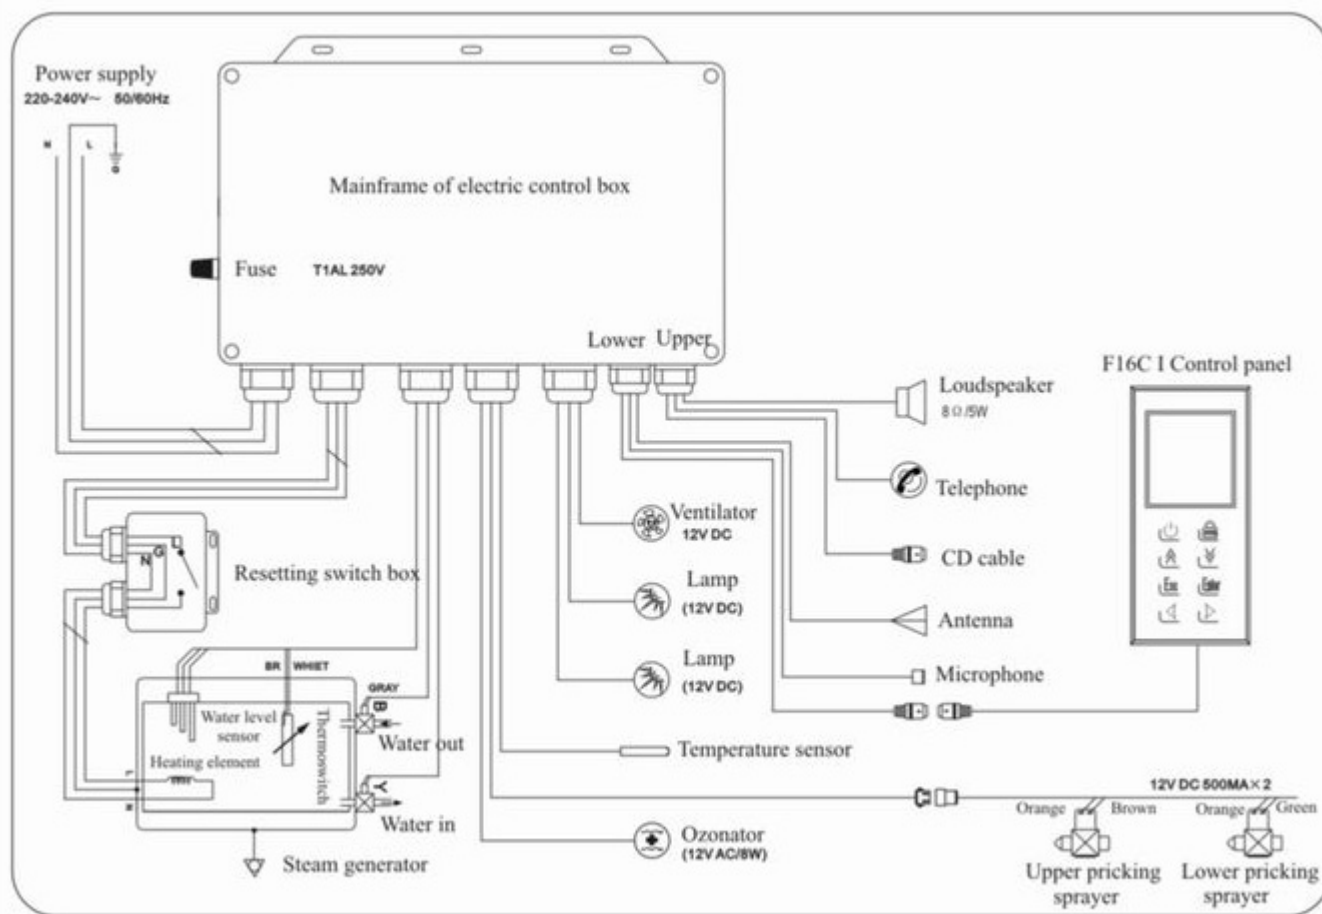 Power supply
220-240V～ 50/60Hz
N
L
G
Mainframe of electric control box
Fuse T1AL 250V
Lower Upper
F16C I Control panel
Loudspeaker
8 Ω /5W
Telephone
CD cable
Antenna
Microphone
Esc Enter
Ventilator
12V DC
Lamp
(12V DC)
Lamp
(12V DC)
Temperature sensor
Ozonator
(12V AC/8W)
L
G
N
Resetting switch box
BR WHIET
GRAY
B
Water level
sensor
Thermoswitch
Heating element
Water out
L
N
Y
Water in
Steam generator
12V DC 500MA×2
Orange Brown
Orange Green
Upper pricking
sprayer
Lower pricking
sprayer